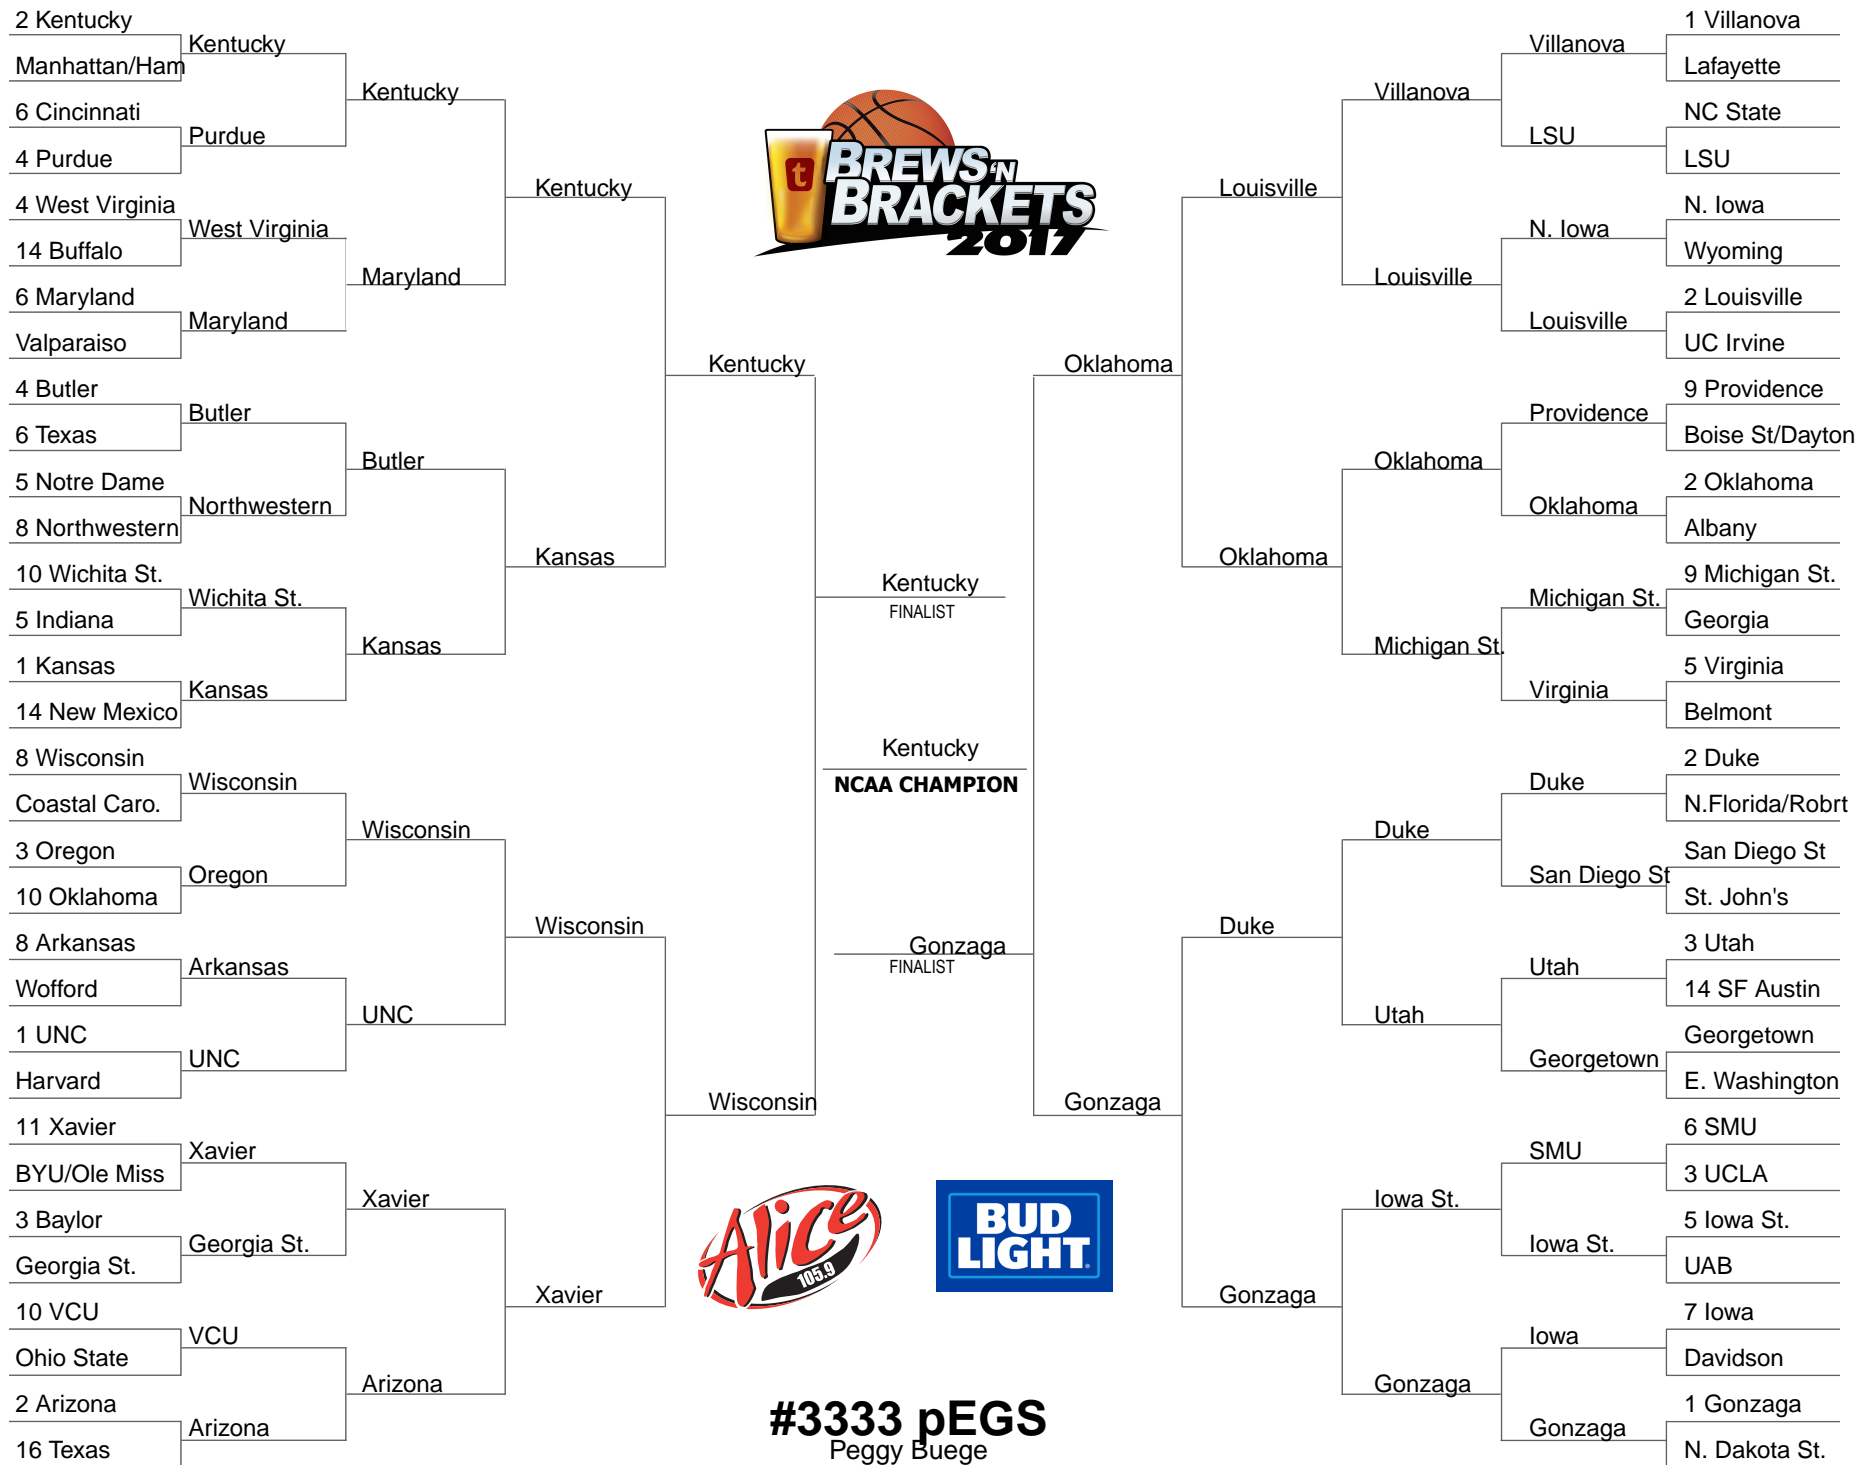 2 Kentucky
Manhattan/Ham
6 Cincinnati
4 Purdue
4 West Virginia
14 Buffalo
6 Maryland
Valparaiso
4 Butler
6 Texas
5 Notre Dame
8 Northwestern
10 Wichita St.
5 Indiana
1 Kansas
14 New Mexico
8 Wisconsin
Coastal Caro.
3 Oregon
10 Oklahoma
8 Arkansas
Wofford
1 UNC
Harvard
11 Xavier
BYU/Ole Miss
3 Baylor
Georgia St.
10 VCU
Ohio State
2 Arizona
16 Texas
Kentucky
Purdue
West Virginia
Maryland
Butler
Northwestern
Wichita St.
Kansas
Wisconsin
Oregon
Arkansas
UNC
Xavier
Georgia St.
VCU
Arizona
Kentucky
Maryland
Butler
Kansas
Wisconsin
UNC
Xavier
Arizona
Kentucky
Kansas
Wisconsin
Xavier
Kentucky
Wisconsin
t
BREWS 'N
BRACKETS
2017
Kentucky
FINALIST
Kentucky
NCAA CHAMPION
Gonzaga
FINALIST
Alice
105.9
BUD
LIGHT
#3333 pEGS
Peggy Buege
Oklahoma
Gonzaga
Louisville
Oklahoma
Duke
Gonzaga
Villanova
Louisville
Oklahoma
Michigan St.
Duke
Utah
Iowa St.
Gonzaga
Villanova
LSU
N. Iowa
Louisville
Providence
Oklahoma
Michigan St.
Virginia
Duke
San Diego St
Utah
Georgetown
SMU
Iowa St.
Iowa
Gonzaga
1 Villanova
Lafayette
NC State
LSU
N. Iowa
Wyoming
2 Louisville
UC Irvine
9 Providence
Boise St/Dayton
2 Oklahoma
Albany
9 Michigan St.
Georgia
5 Virginia
Belmont
2 Duke
N.Florida/Robrt
San Diego St
St. John's
3 Utah
14 SF Austin
Georgetown
E. Washington
6 SMU
3 UCLA
5 Iowa St.
UAB
7 Iowa
Davidson
1 Gonzaga
N. Dakota St.